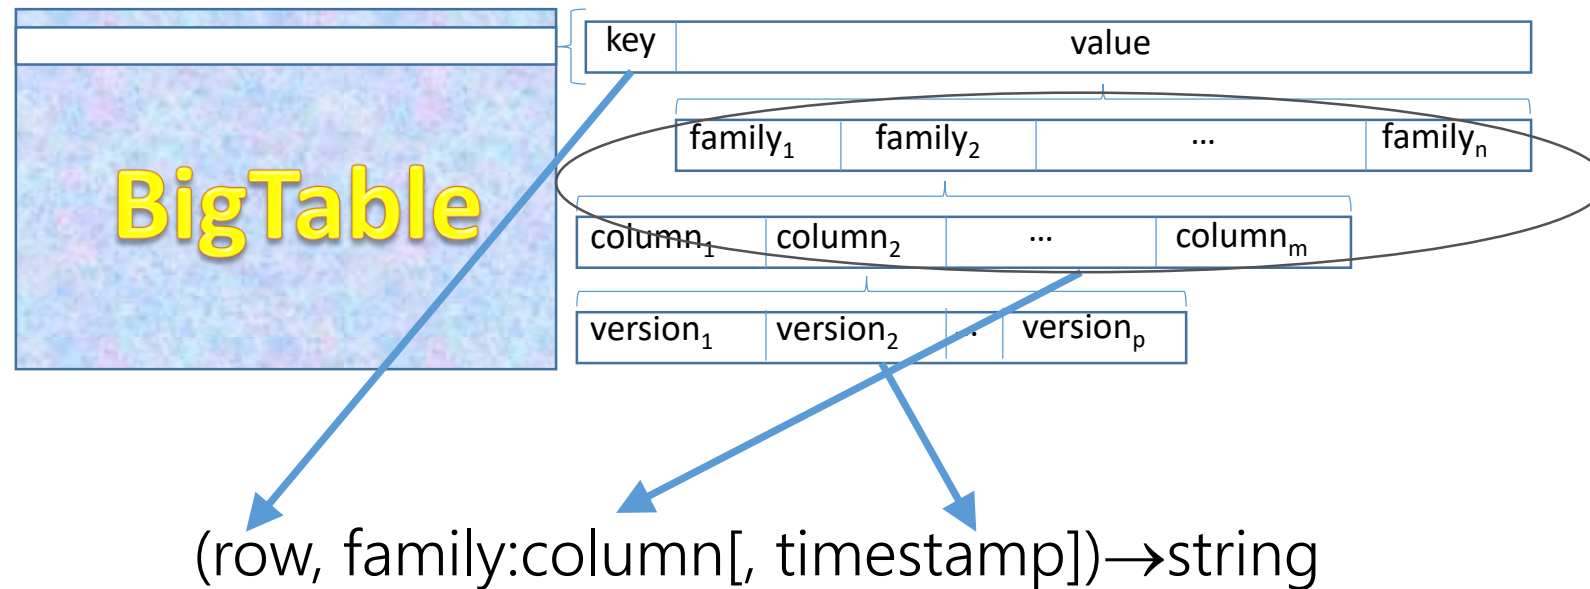 key value
family₁ family₂ ... familyₙ
BigTable
column₁ column₂ ... columnₘ
version₁ version₂ ... versionₚ
(row, family:column[, timestamp])→string